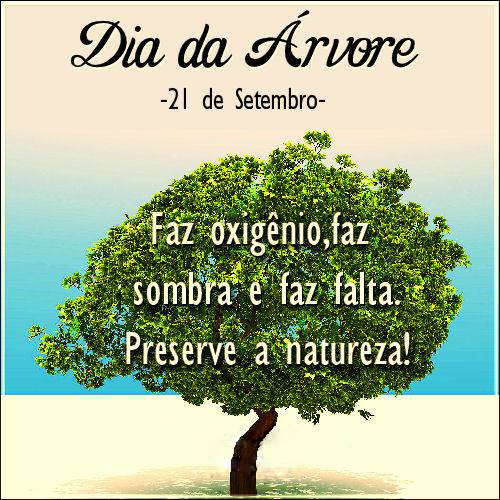 Dia da Árvore
-21 de Setembro-
Faz oxigênio,faz
sombra e faz falta.
Preserve a natureza!